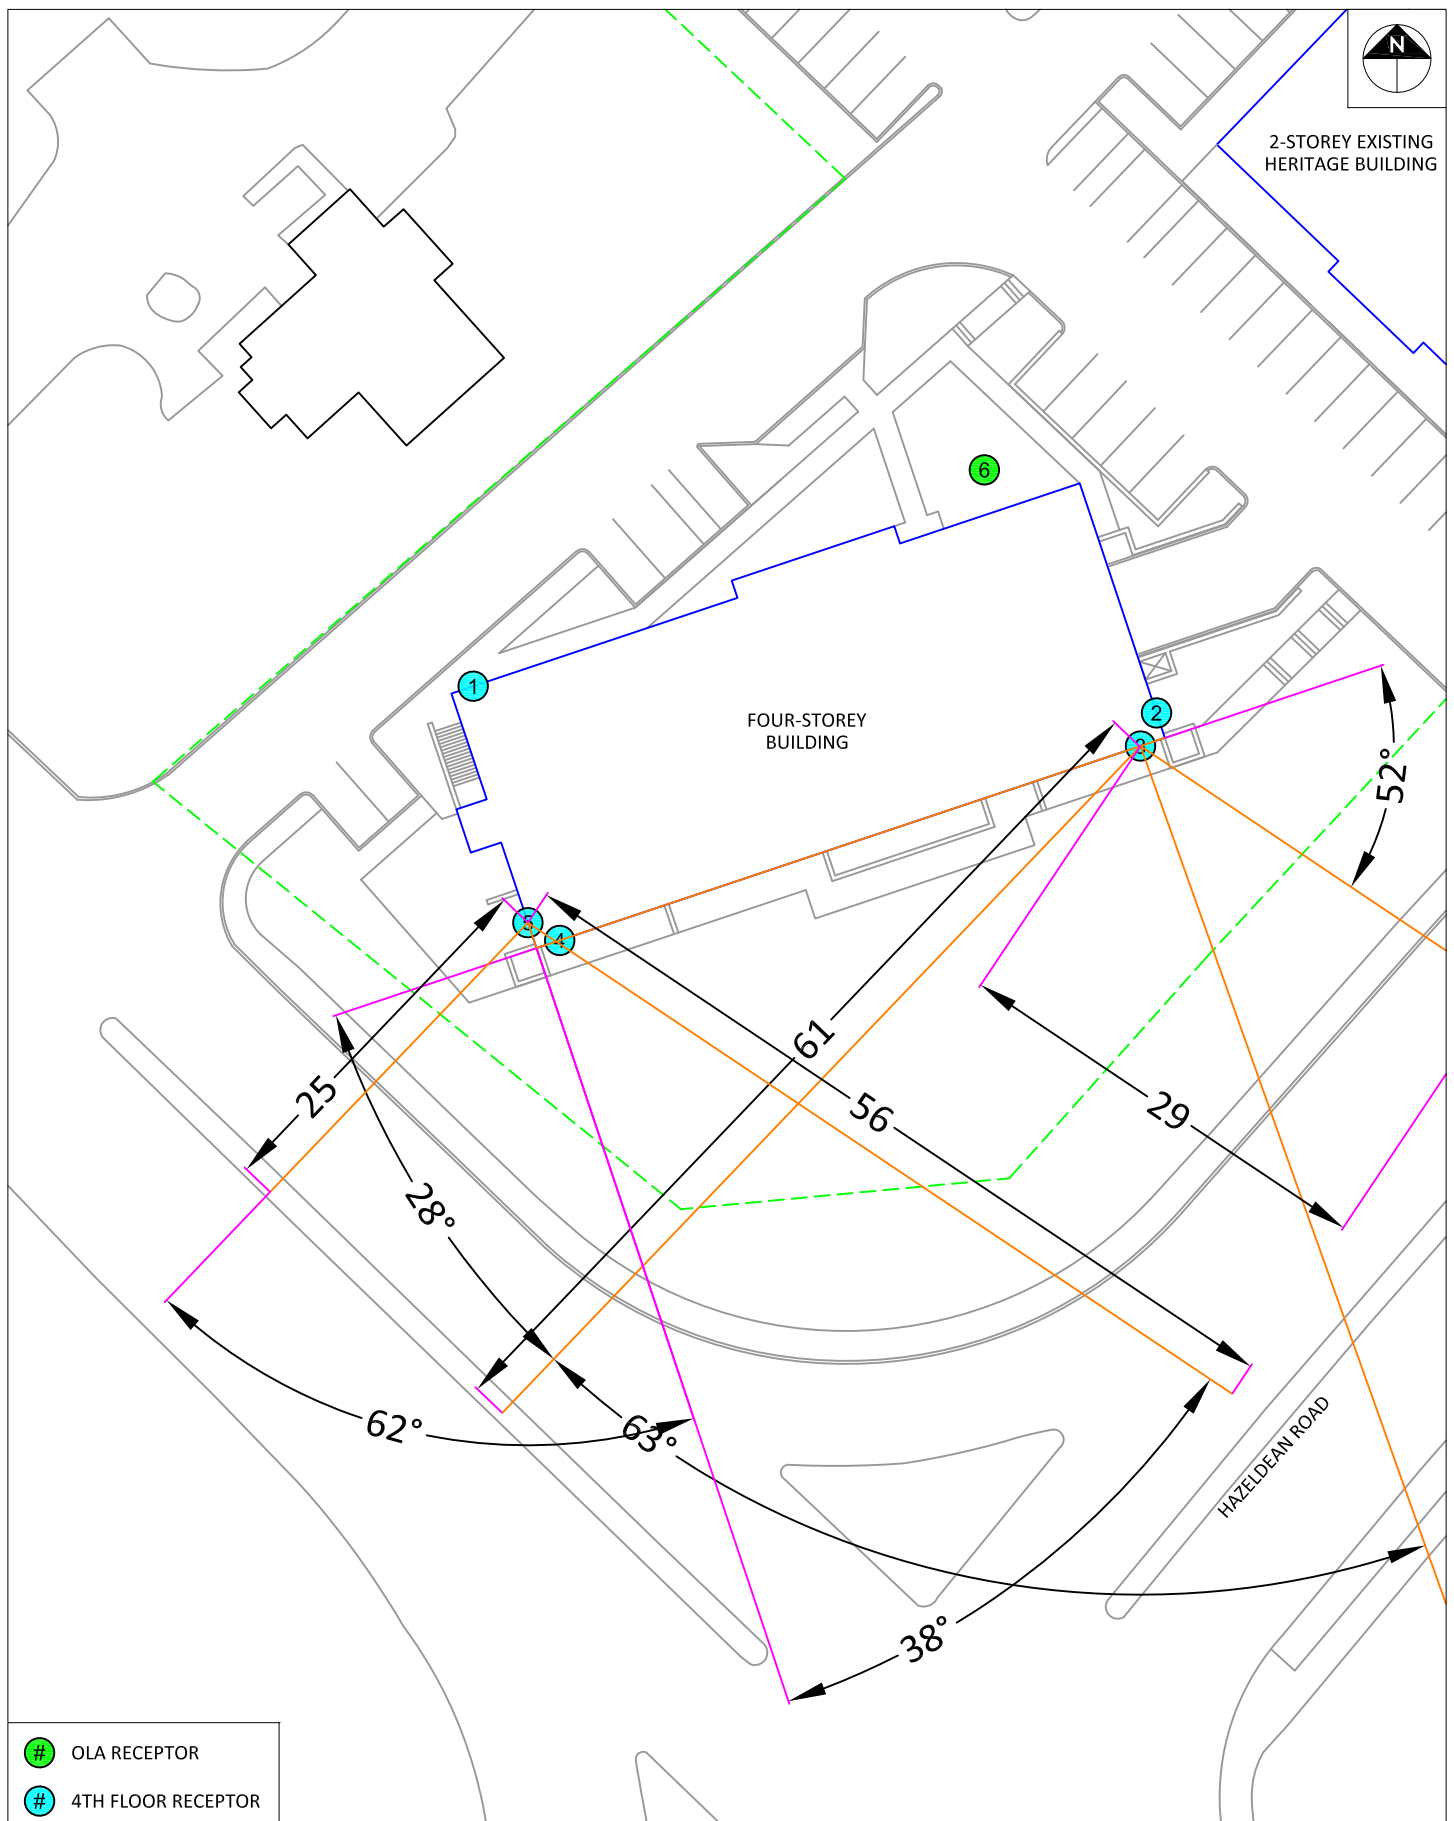 N
2-STOREY EXISTING
HERITAGE BUILDING
6
1
FOUR-STOREY
BUILDING
2
3
52°
5
4
61
25
56
29
28°
62°
63°
HAZELDEAN ROAD
38°
# OLA RECEPTOR
# 4TH FLOOR RECEPTOR